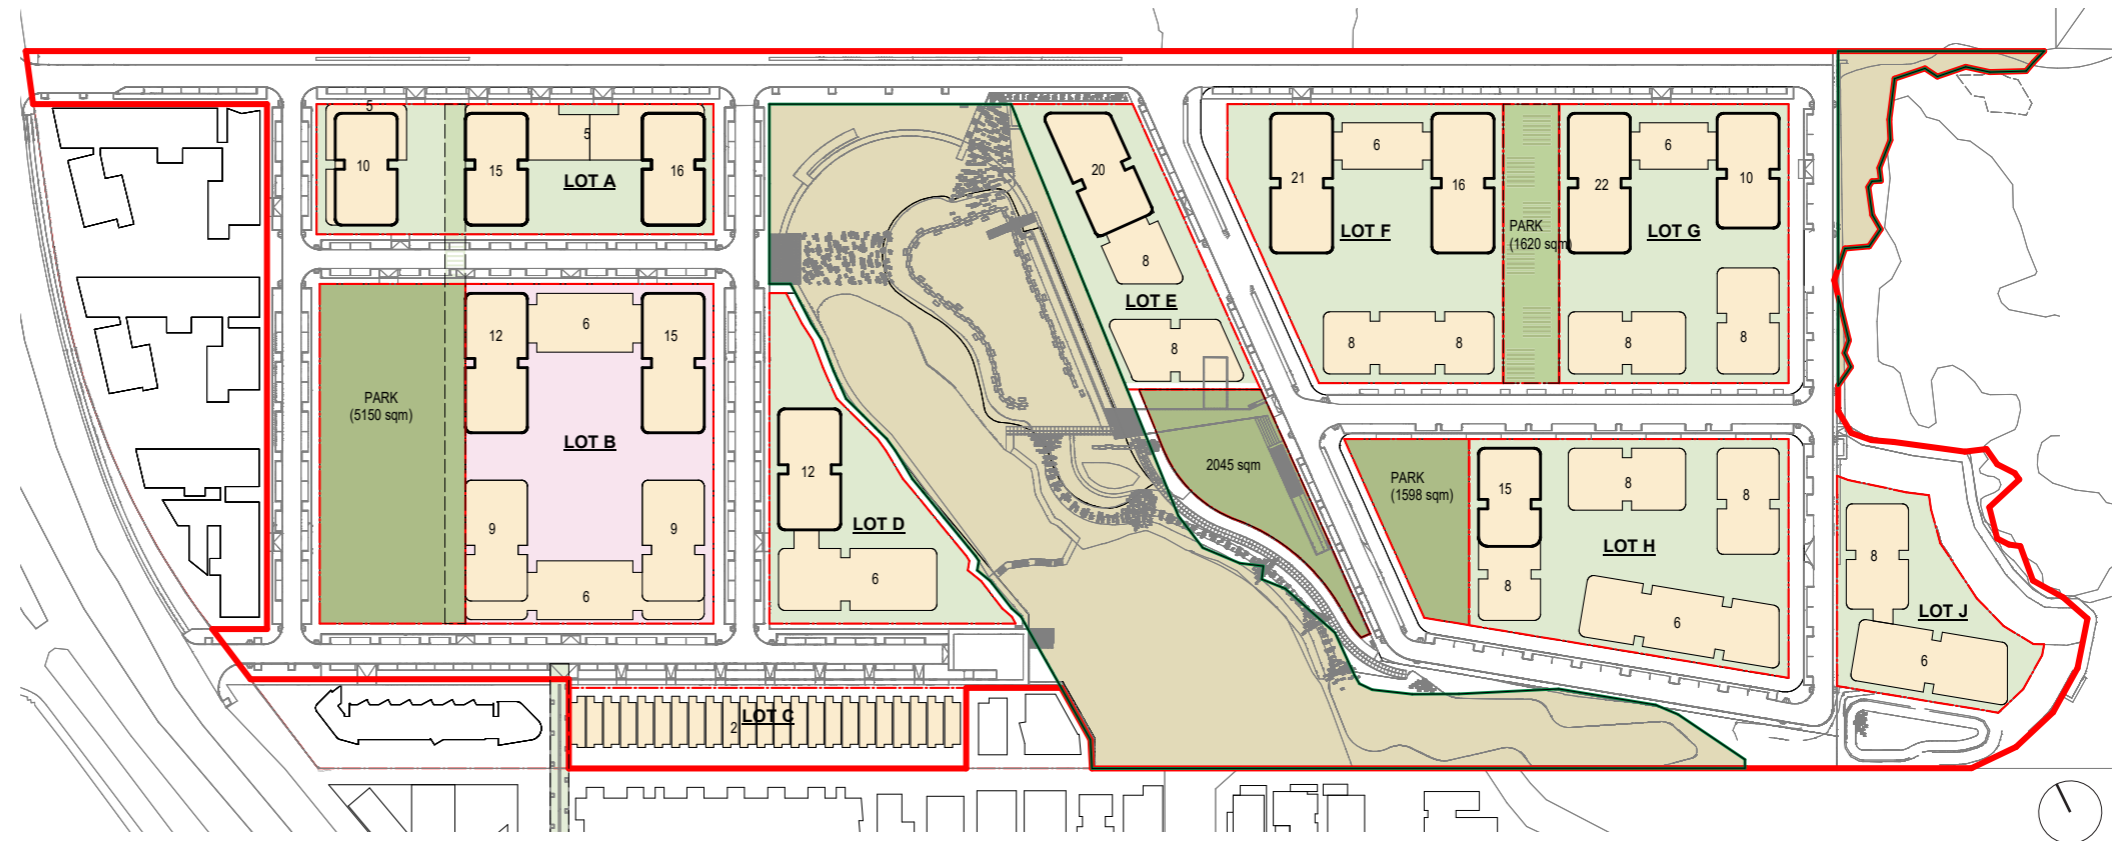 5
10
15
5
16
LOT A
12
6
15
PARK
(5150 sqm)
LOT B
9
9
6
12
LOT D
6
LOT C
2
20
8
LOT E
8
2045 sqm
21
6
16
LOT F
8
8
PARK
(1620 sqm)
22
6
10
LOT G
8
8
PARK
(1598 sqm)
15
8
8
LOT H
8
6
8
LOT J
6